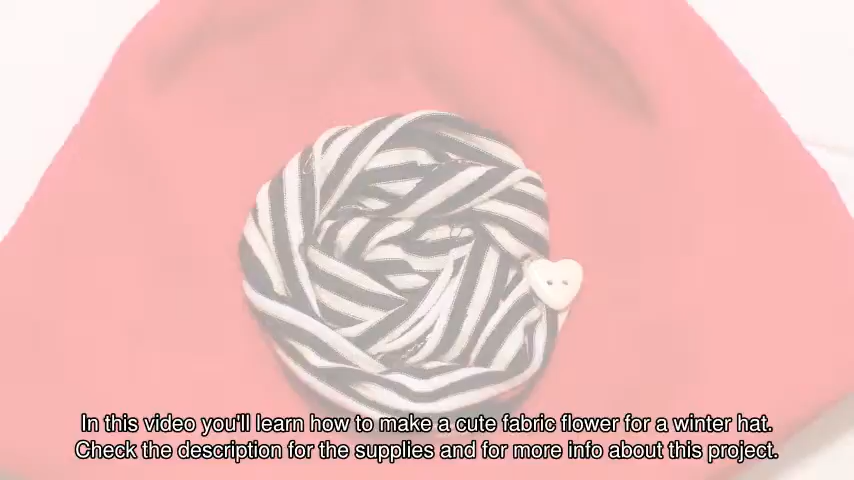 In this video you'll learn how to make a cute fabric flower for a winter hat.
Check the description for the supplies and for more info about this project.